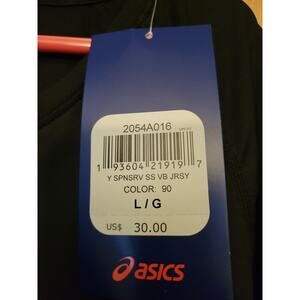 2054A016
1 93604 21919 7
Y SPNSRV SS VB JRSY
COLOR: 90
L / G
US$ 30.00
asics